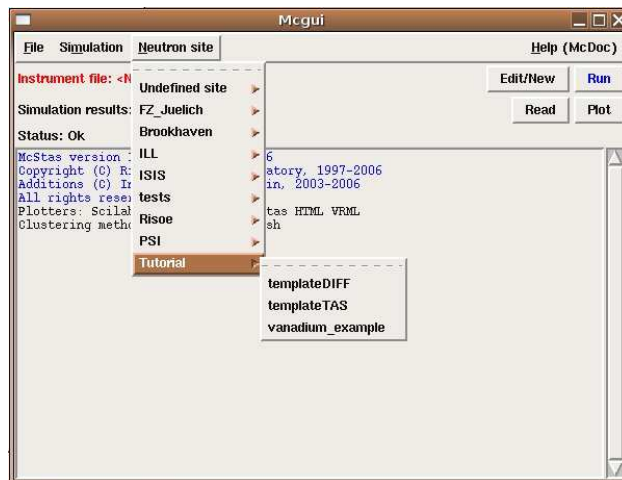 Mcgui
File Simulation Neutron site Help (McDoc)
Instrument file: <N Edit/New Run
Simulation results: Read Plot
Status: Ok
Undefined site
FZ_Juelich
Brookhaven
ILL
ISIS
tests
Risoe
PSI
Tutorial
templateDIFF
templateTAS
vanadium_example
McStas version 6
Copyright (C) R atory, 1997-2006
Additions (C) I in, 2003-2006
All rights rese
Plotters: Scila tas HTML VRML
Clustering meth sh